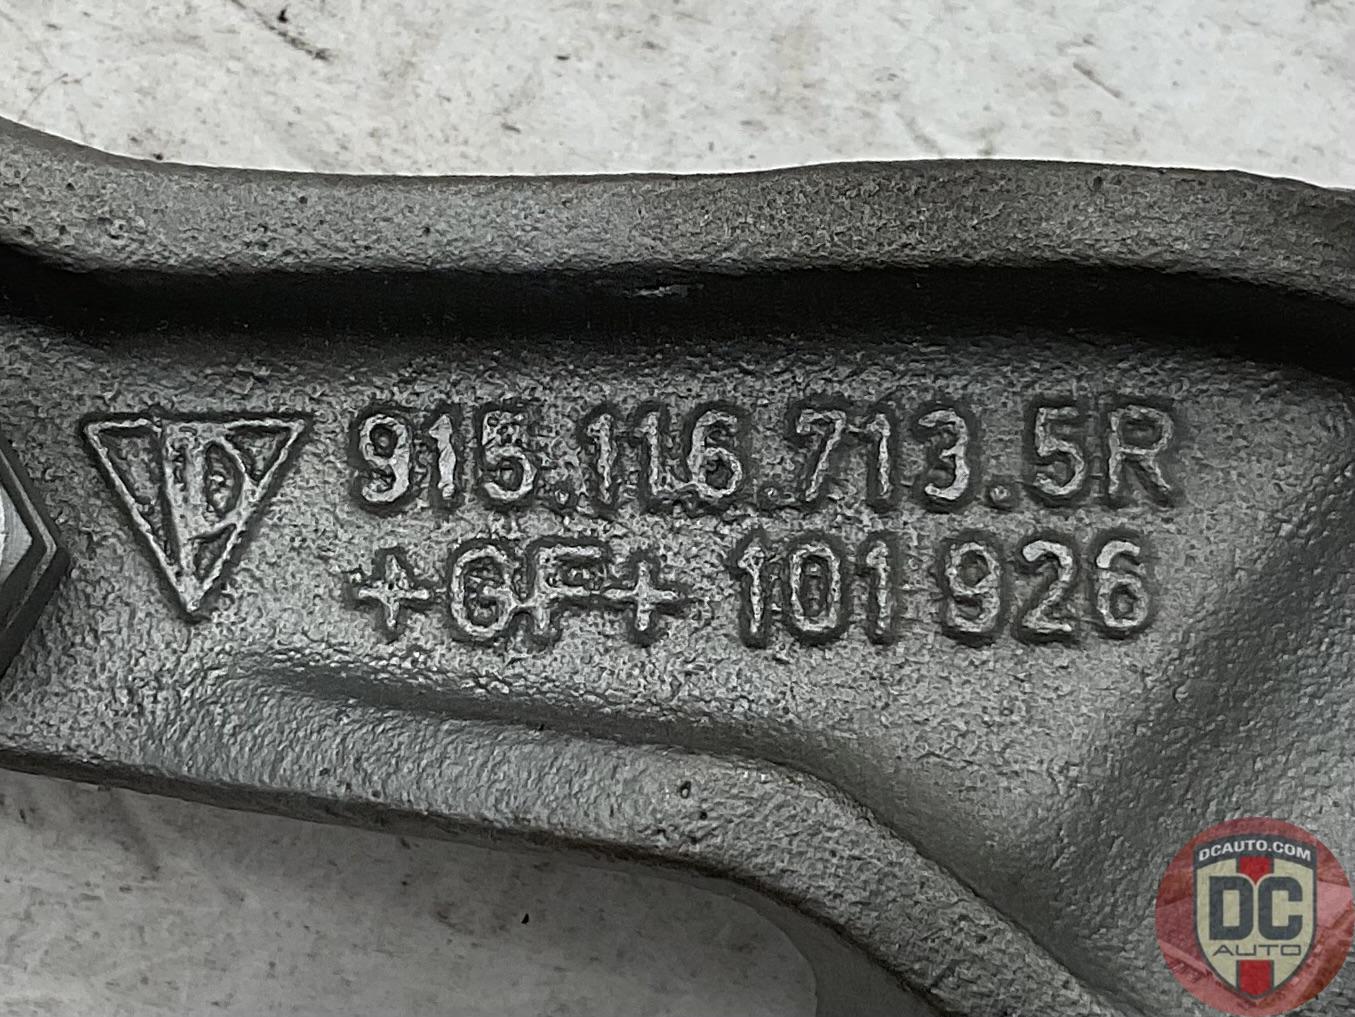 915.116.713.5R
+GF+ 101 926
DCAUTO.COM
DC
AUTO